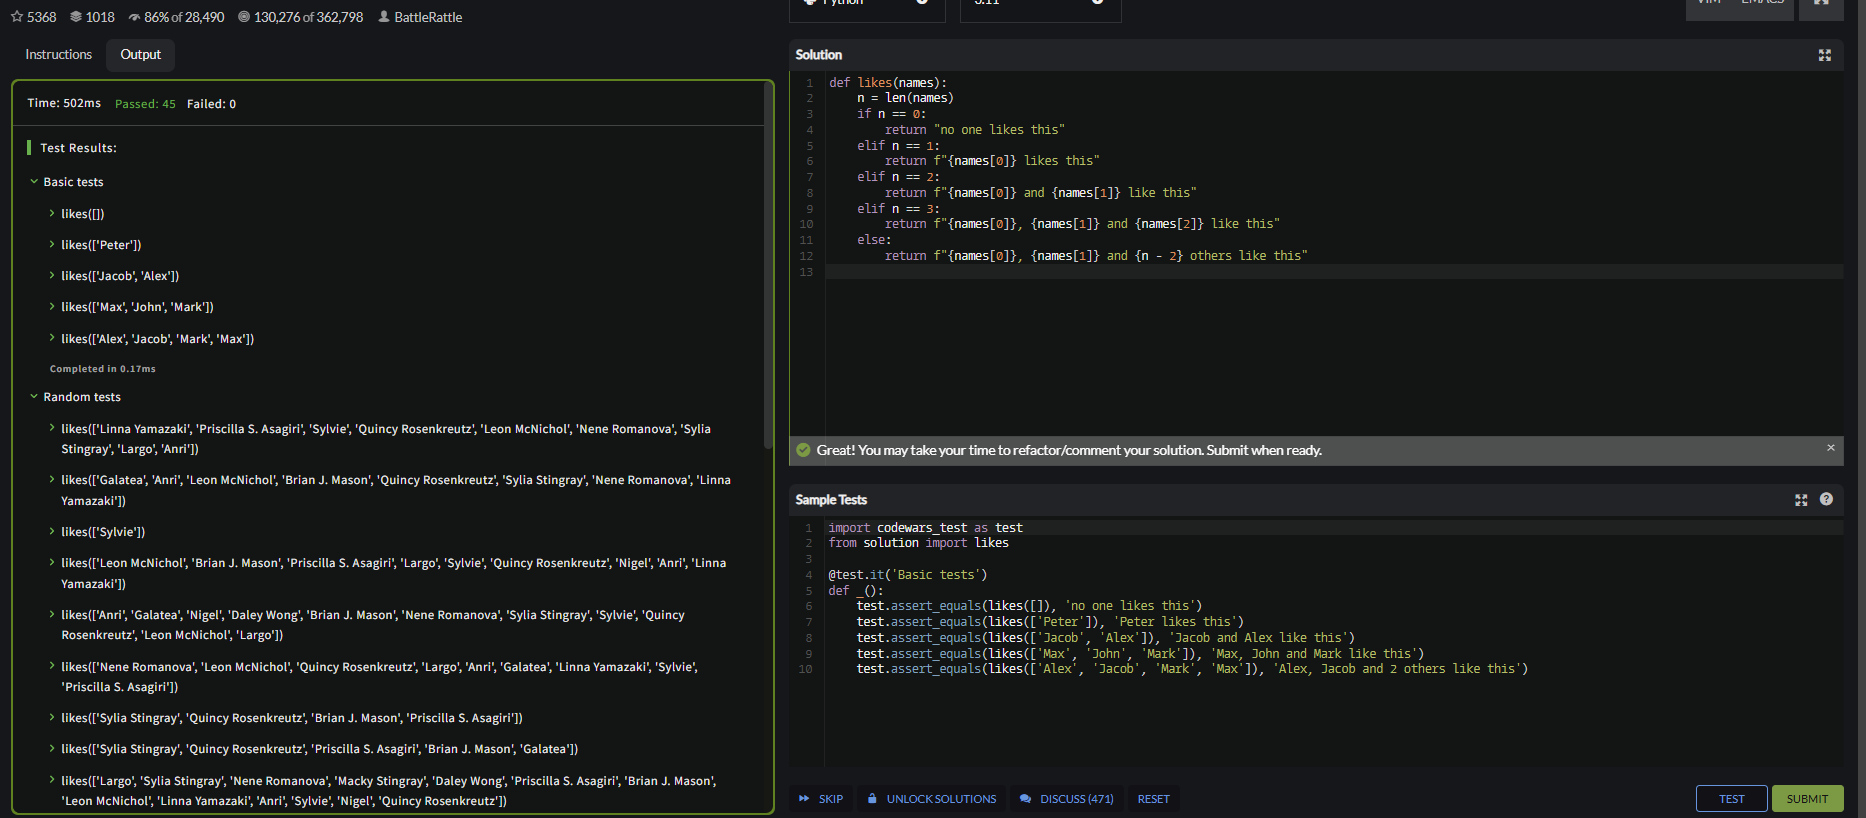 5368 1018 86% of 28,490 130,276 of 362,798 BattleRattle
Python 3.11 VIM EMACS
Instructions Output
Time: 502ms Passed: 45 Failed: 0
Test Results:
Basic tests
likes([])
likes(['Peter'])
likes(['Jacob', 'Alex'])
likes(['Max', 'John', 'Mark'])
likes(['Alex', 'Jacob', 'Mark', 'Max'])
Completed in 0.17ms
Random tests
likes(['Linna Yamazaki', 'Priscilla S. Asagiri', 'Sylvie', 'Quincy Rosenkreutz', 'Leon McNichol', 'Nene Romanova', 'Sylia
Stingray', 'Largo', 'Anri'])
likes(['Galatea', 'Anri', 'Leon McNichol', 'Brian J. Mason', 'Quincy Rosenkreutz', 'Sylia Stingray', 'Nene Romanova', 'Linna
Yamazaki'])
likes(['Sylvie'])
likes(['Leon McNichol', 'Brian J. Mason', 'Priscilla S. Asagiri', 'Largo', 'Sylvie', 'Quincy Rosenkreutz', 'Nigel', 'Anri', 'Linna
Yamazaki'])
likes(['Anri', 'Galatea', 'Nigel', 'Daley Wong', 'Brian J. Mason', 'Nene Romanova', 'Sylia Stingray', 'Sylvie', 'Quincy
Rosenkreutz', 'Leon McNichol', 'Largo'])
likes(['Nene Romanova', 'Leon McNichol', 'Quincy Rosenkreutz', 'Largo', 'Anri', 'Galatea', 'Linna Yamazaki', 'Sylvie',
'Priscilla S. Asagiri'])
likes(['Sylia Stingray', 'Quincy Rosenkreutz', 'Brian J. Mason', 'Priscilla S. Asagiri'])
likes(['Sylia Stingray', 'Quincy Rosenkreutz', 'Priscilla S. Asagiri', 'Brian J. Mason', 'Galatea'])
likes(['Largo', 'Sylia Stingray', 'Nene Romanova', 'Macky Stingray', 'Daley Wong', 'Priscilla S. Asagiri', 'Brian J. Mason',
'Leon McNichol', 'Linna Yamazaki', 'Anri', 'Sylvie', 'Nigel', 'Quincy Rosenkreutz'])
Solution
1 def likes(names):
2     n = len(names)
3     if n == 0:
4         return "no one likes this"
5     elif n == 1:
6         return f"{names[0]} likes this"
7     elif n == 2:
8         return f"{names[0]} and {names[1]} like this"
9     elif n == 3:
10         return f"{names[0]}, {names[1]} and {names[2]} like this"
11     else:
12         return f"{names[0]}, {names[1]} and {n - 2} others like this"
13
Great! You may take your time to refactor/comment your solution. Submit when ready. ×
Sample Tests ?
1 import codewars_test as test
2 from solution import likes
3
4 @test.it('Basic tests')
5 def _():
6     test.assert_equals(likes([]), 'no one likes this')
7     test.assert_equals(likes(['Peter']), 'Peter likes this')
8     test.assert_equals(likes(['Jacob', 'Alex']), 'Jacob and Alex like this')
9     test.assert_equals(likes(['Max', 'John', 'Mark']), 'Max, John and Mark like this')
10     test.assert_equals(likes(['Alex', 'Jacob', 'Mark', 'Max']), 'Alex, Jacob and 2 others like this')
SKIP UNLOCK SOLUTIONS DISCUSS (471) RESET TEST SUBMIT